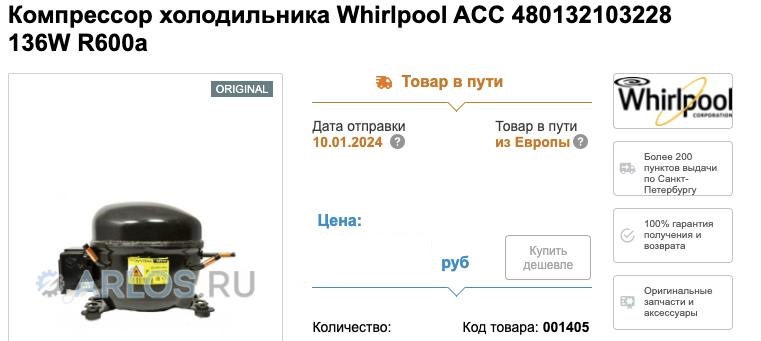 Компрессор холодильника Whirlpool ACC 480132103228
136W R600a
ORIGINAL
ARLOS.RU
Товар в пути
Дата отправки
10.01.2024 ?
Товар в пути
из Европы ?
Цена:
руб
Купить
дешевле
Количество:
Код товара: 001405
Whirlpool
CORPORATION
Более 200
пунктов выдачи
по Санкт-
Петербургу
100% гарантия
получения и
возврата
Оригинальные
запчасти и
аксессуары